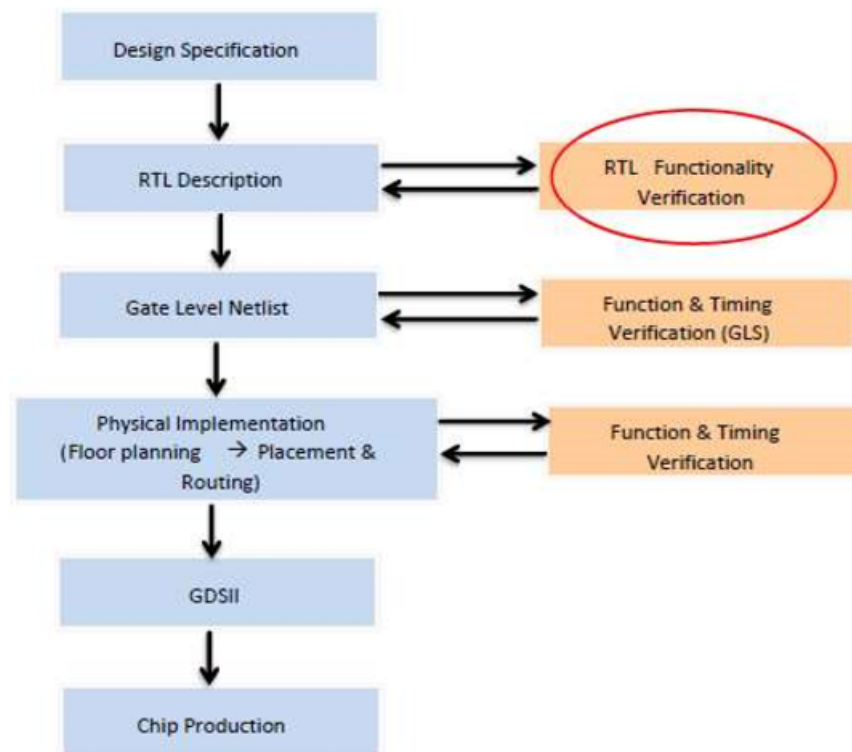 Design Specification
RTL Description
RTL Functionality
Verification
Gate Level Netlist
Function & Timing
Verification (GLS)
Physical Implementation
(Floor planning → Placement &
Routing)
Function & Timing
Verification
GDSII
Chip Production